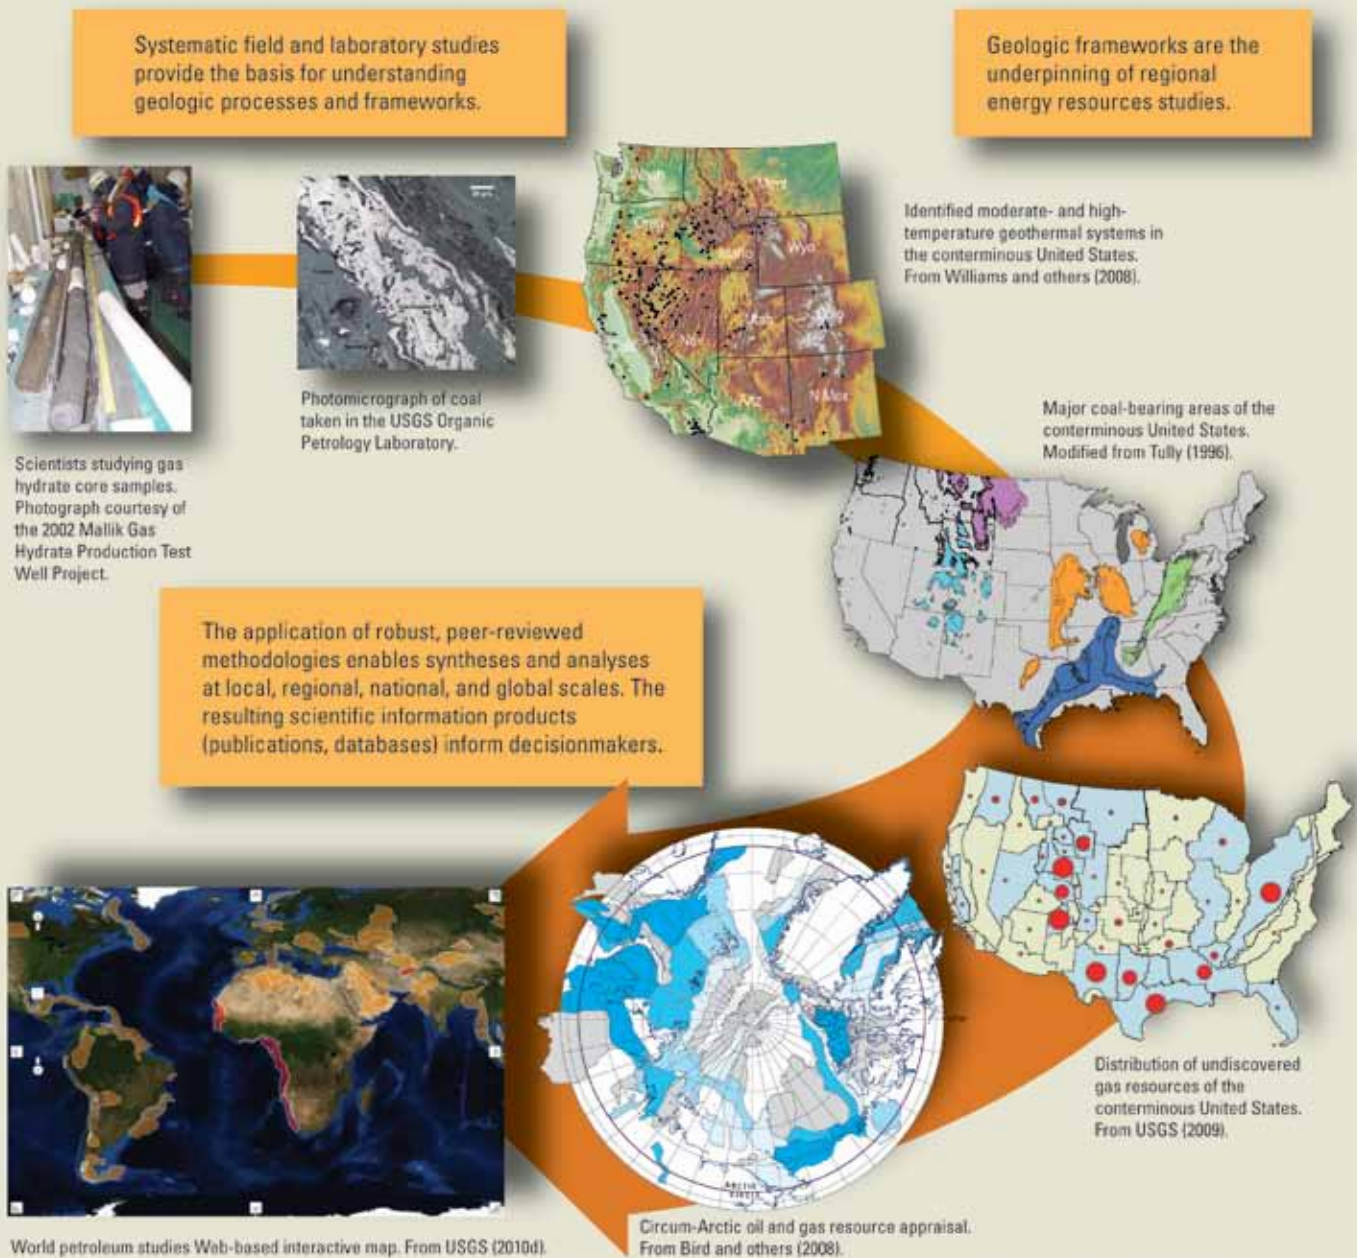 Systematic field and laboratory studies
provide the basis for understanding
geologic processes and frameworks.
Geologic frameworks are the
underpinning of regional
energy resources studies.
Identified moderate- and high-
temperature geothermal systems in
the conterminous United States.
From Williams and others (2008).
Wyo
Ariz
N Mex
Photomicrograph of coal
taken in the USGS Organic
Petrology Laboratory.
Scientists studying gas
hydrate core samples.
Photograph courtesy of
the 2002 Mallik Gas
Hydrate Production Test
Well Project.
Major coal-bearing areas of the
conterminous United States.
Modified from Tully (1996).
The application of robust, peer-reviewed
methodologies enables syntheses and analyses
at local, regional, national, and global scales. The
resulting scientific information products
(publications, databases) inform decisionmakers.
Distribution of undiscovered
gas resources of the
conterminous United States.
From USGS (2009).
ARCTIC
CIRCLE
Circum-Arctic oil and gas resource appraisal.
From Bird and others (2008).
World petroleum studies Web-based interactive map. From USGS (2010d).